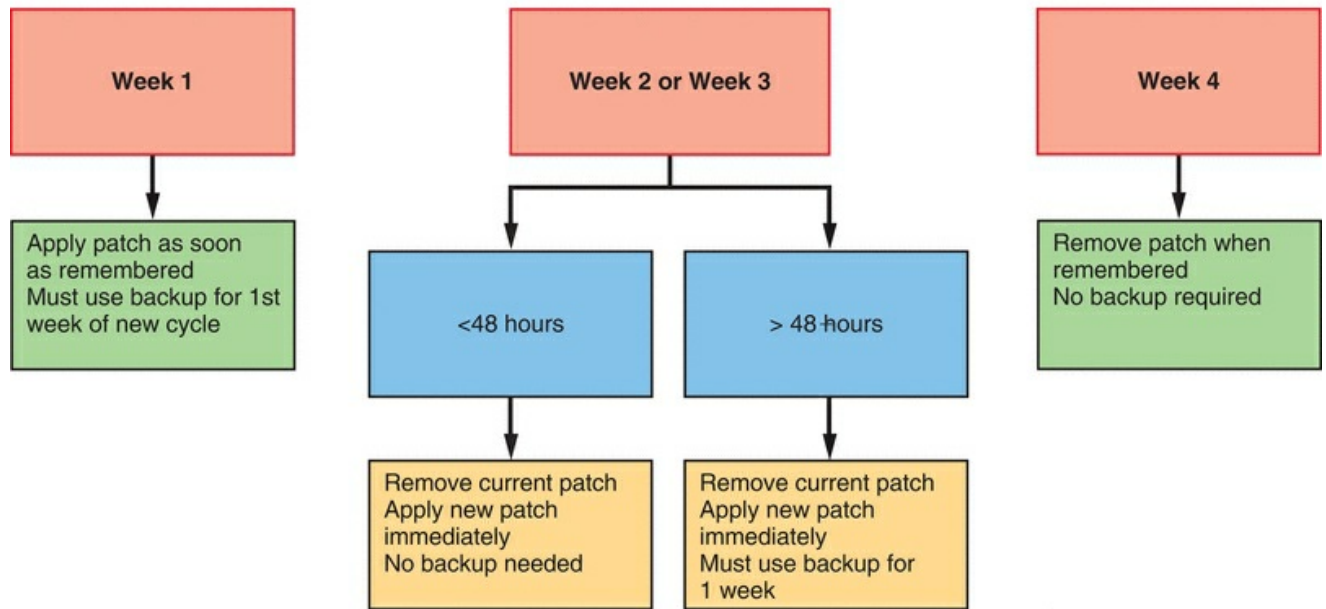 Week 1
Week 2 or Week 3
Week 4
Apply patch as soon
as remembered
Must use backup for 1st
week of new cycle
<48 hours
> 48 hours
Remove patch when
remembered
No backup required
Remove current patch
Apply new patch
immediately
No backup needed
Remove current patch
Apply new patch
immediately
Must use backup for
1 week